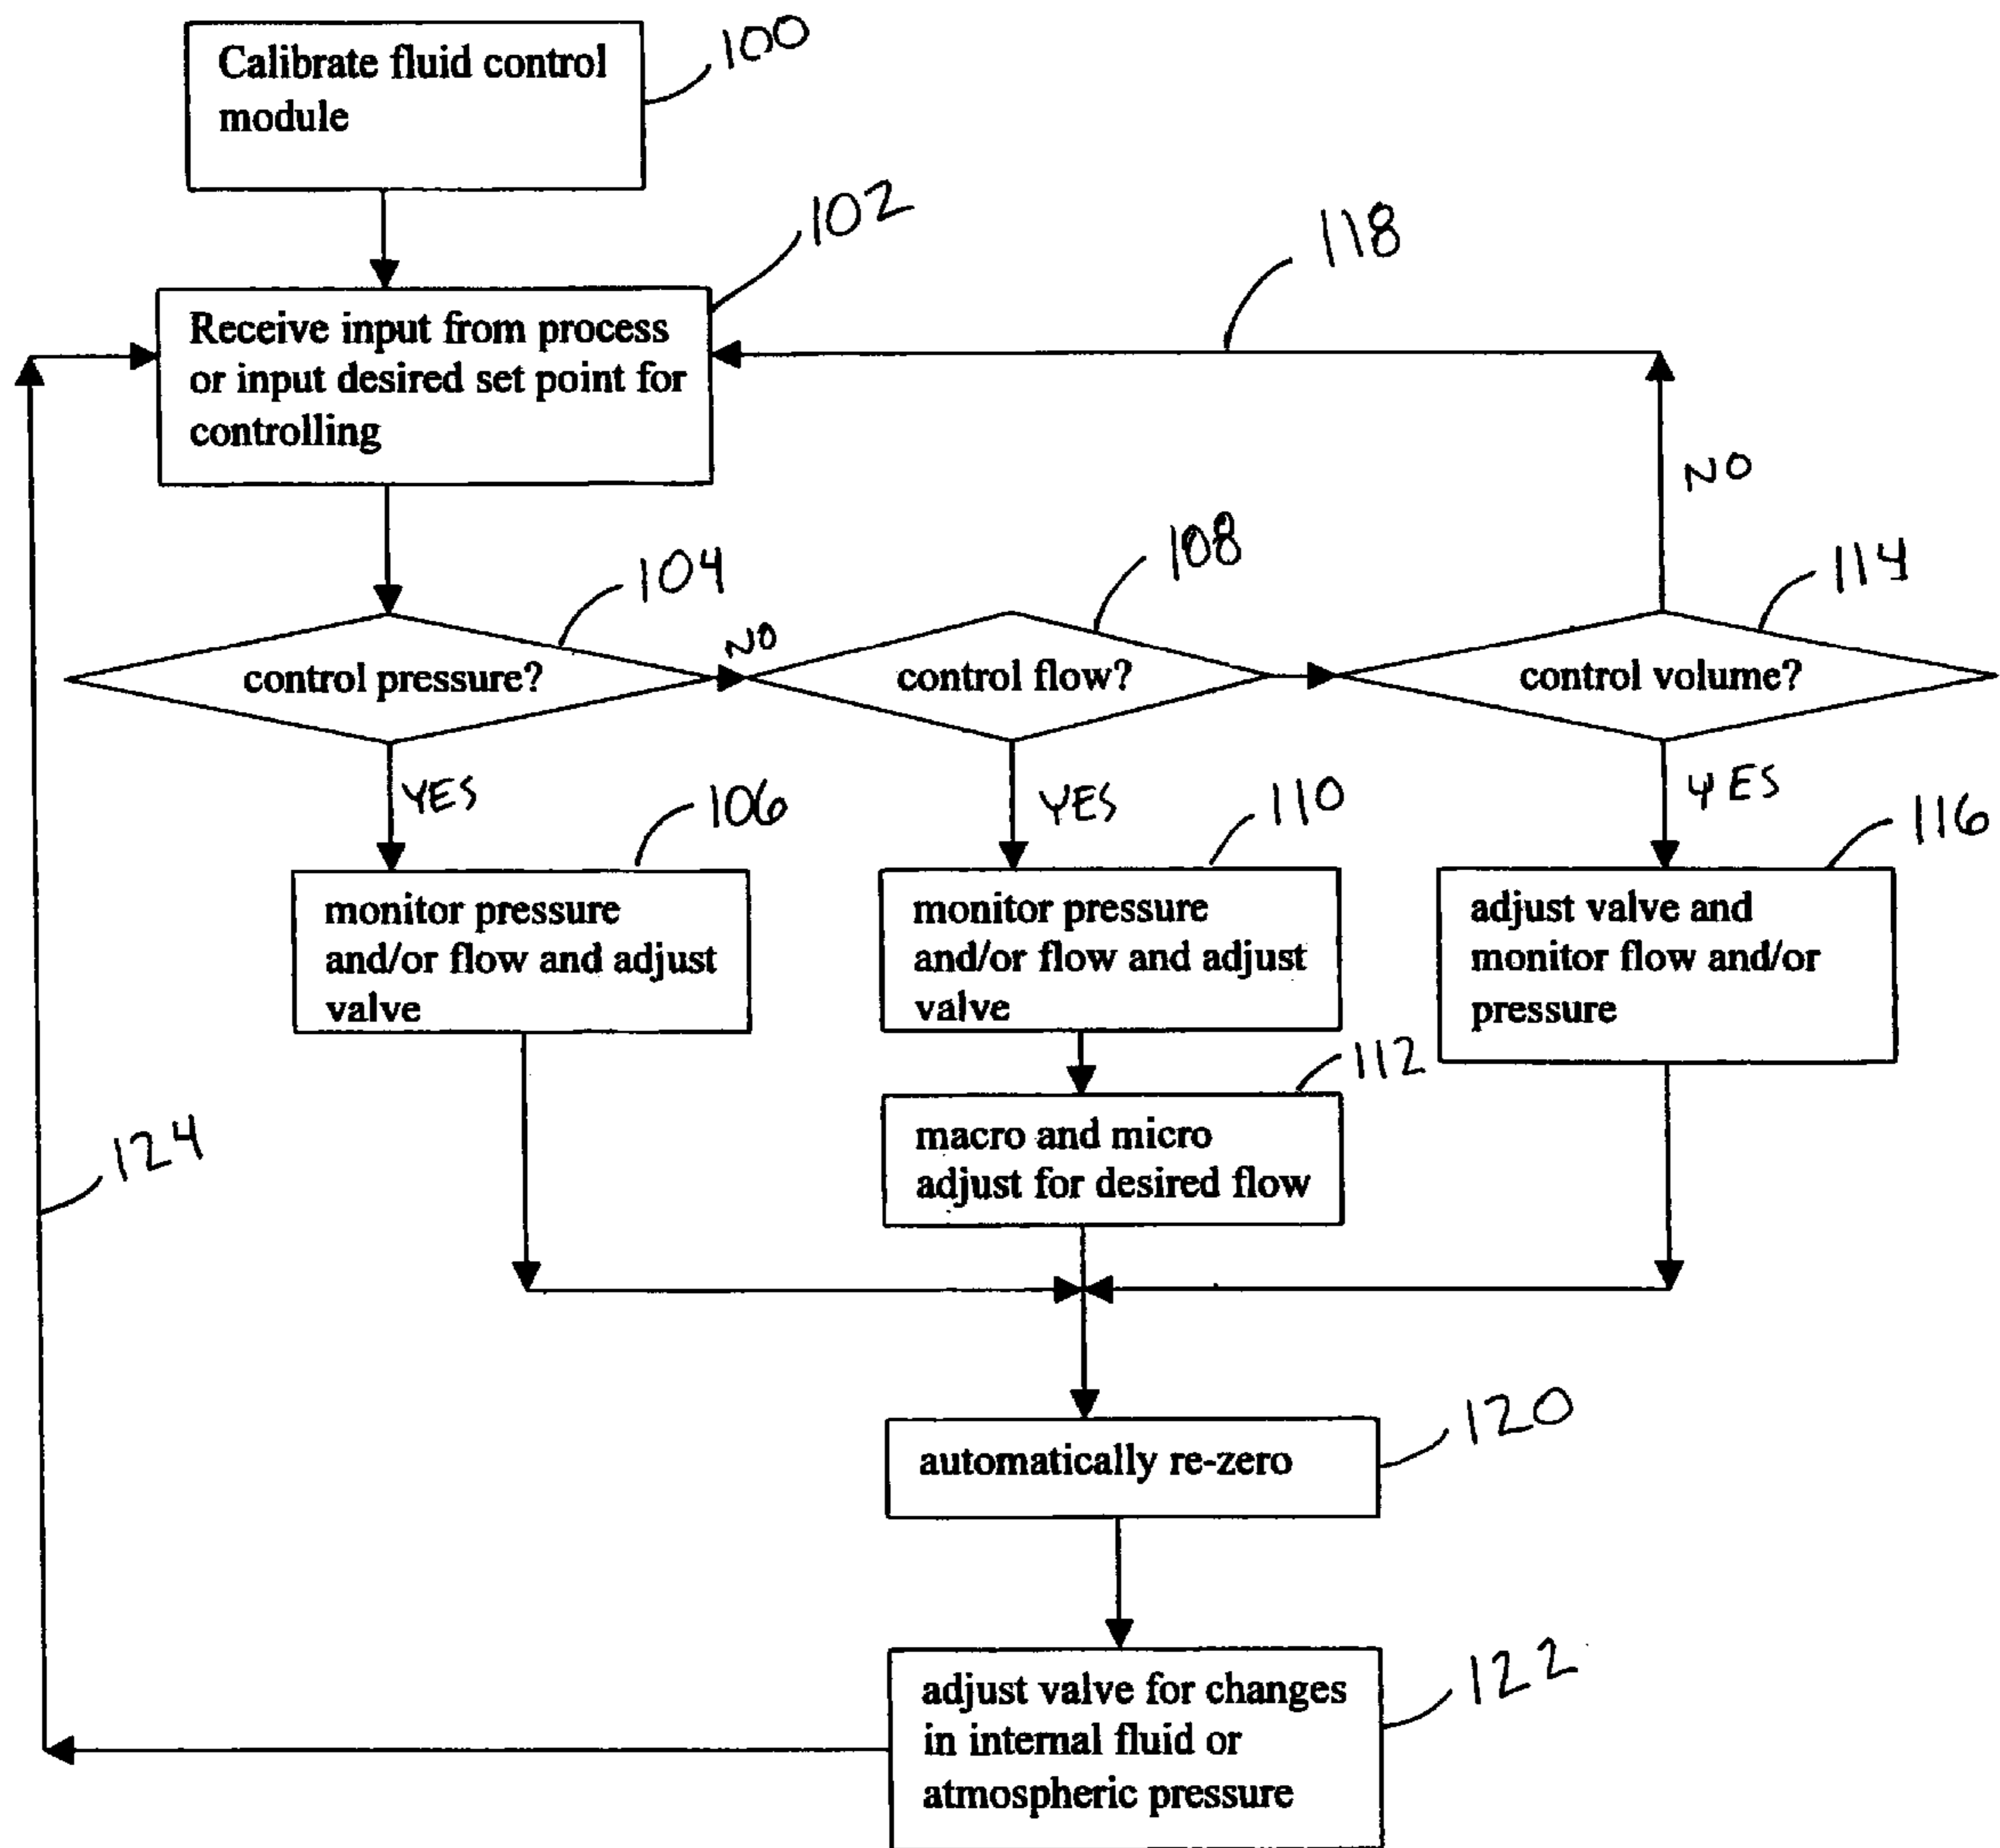 Calibrate fluid control
module
100
Receive input from process
or input desired set point for
controlling
102
118
NO
control pressure?
104
NO
control flow?
108
control volume?
114
YES
YES
YES
monitor pressure
and/or flow and adjust
valve
106
monitor pressure
and/or flow and adjust
valve
110
adjust valve and
monitor flow and/or
pressure
116
macro and micro
adjust for desired flow
112
124
automatically re-zero
120
adjust valve for changes
in internal fluid or
atmospheric pressure
122